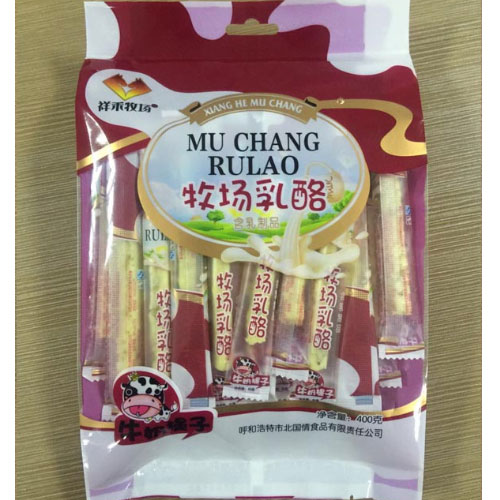 祥禾牧场
XIANG HE MU CHANG
MU CHANG
RULAO
牧场乳酪
含乳制品
牧场乳酪
牧场乳酪
牧场乳酪
牛奶棒子
净含量：400克
呼和浩特市北国情食品有限责任公司